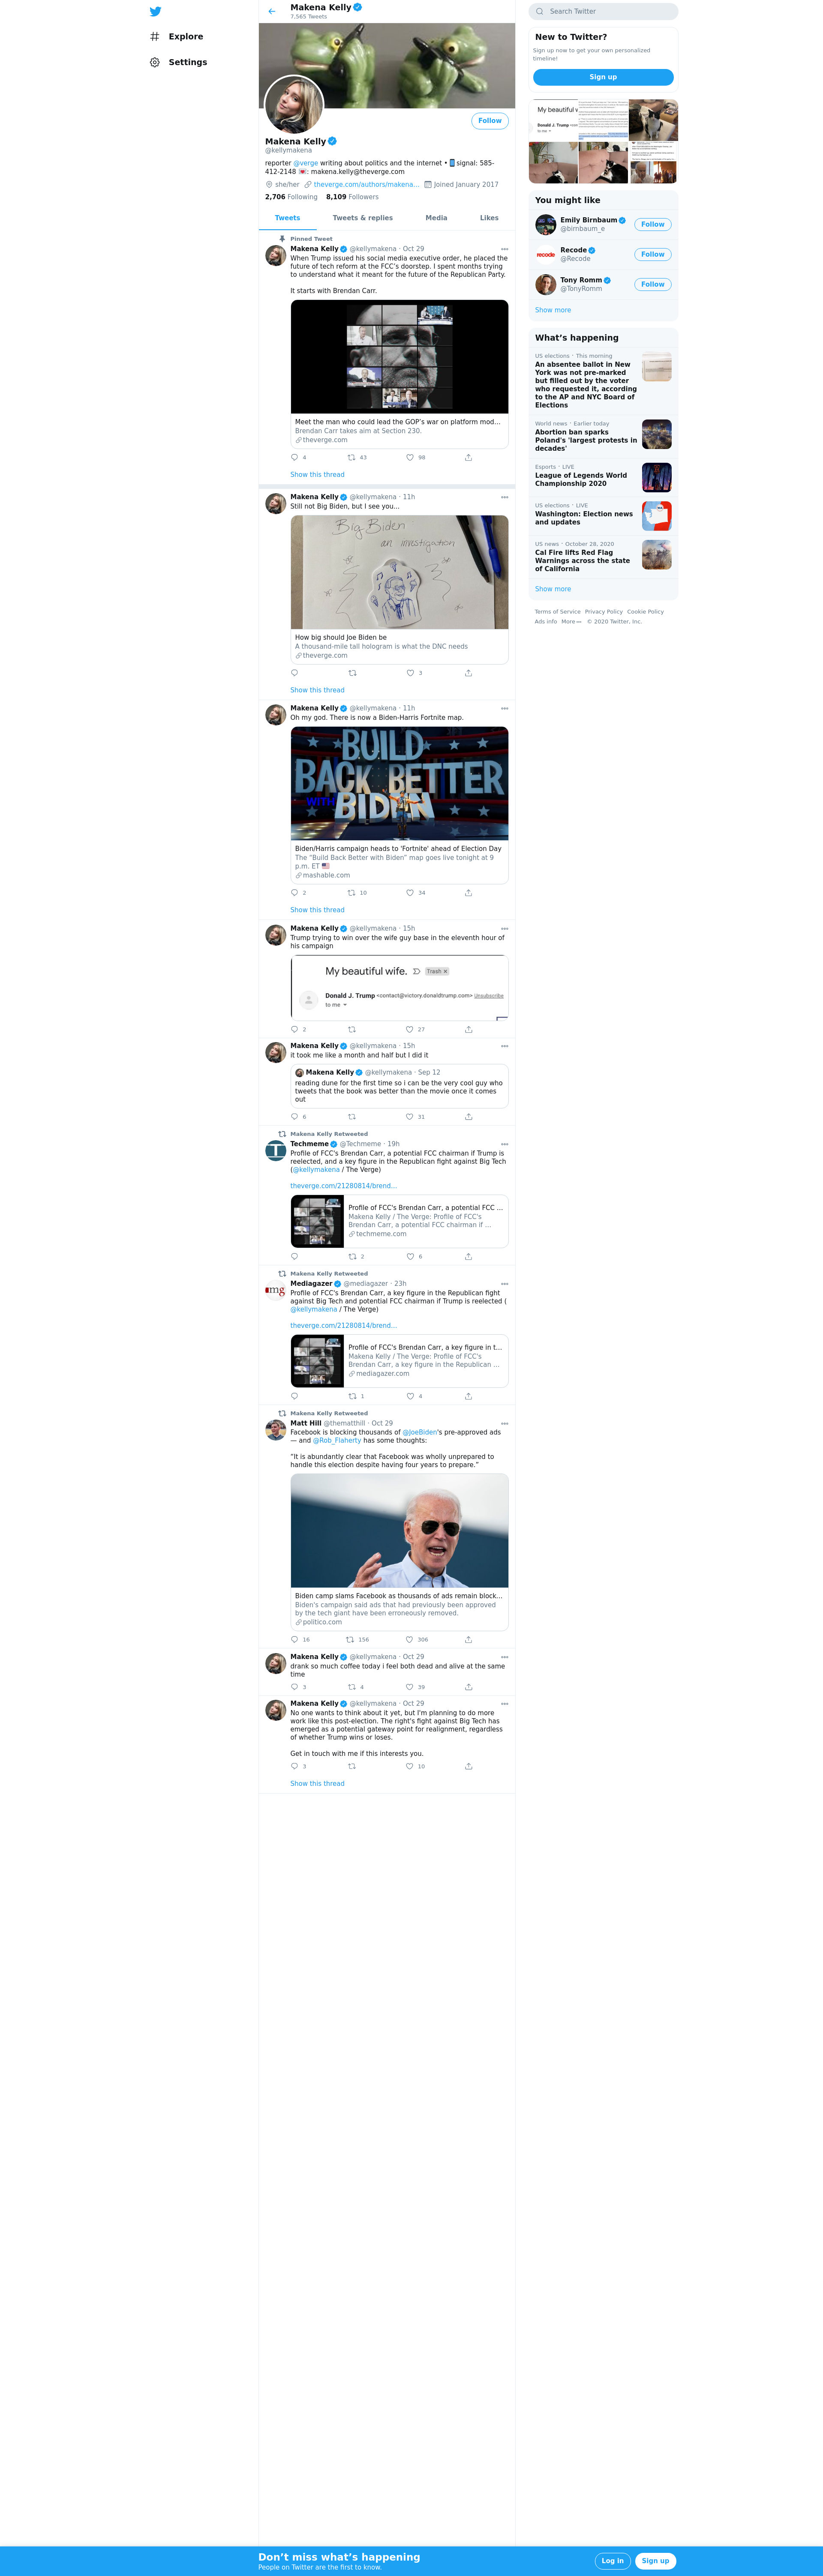 Makena Kelly
7,565 Tweets
Search Twitter
Explore
Settings
New to Twitter?
Sign up now to get your own personalized
timeline!
Sign up
Follow
Makena Kelly
@kellymakena
reporter @verge writing about politics and the internet • signal: 585-
412-2148 : makena.kelly@theverge.com
she/her theverge.com/authors/makena... Joined January 2017
2,706 Following 8,109 Followers
Tweets Tweets & replies Media Likes
Pinned Tweet
Makena Kelly @kellymakena · Oct 29
When Trump issued his social media executive order, he placed the
future of tech reform at the FCC's doorstep. I spent months trying
to understand what it meant for the future of the Republican Party.
It starts with Brendan Carr.
Meet the man who could lead the GOP's war on platform mod...
Brendan Carr takes aim at Section 230.
theverge.com
4 43 98
Show this thread
Makena Kelly @kellymakena · 11h
Still not Big Biden, but I see you...
Big Biden
an investigation
How big should Joe Biden be
A thousand-mile tall hologram is what the DNC needs
theverge.com
3
Show this thread
Makena Kelly @kellymakena · 11h
Oh my god. There is now a Biden-Harris Fortnite map.
BUILD
BACK BETTER
WITH BIDEN
Biden/Harris campaign heads to 'Fortnite' ahead of Election Day
The "Build Back Better with Biden" map goes live tonight at 9
p.m. ET
mashable.com
2 10 34
Show this thread
Makena Kelly @kellymakena · 15h
Trump trying to win over the wife guy base in the eleventh hour of
his campaign
My beautiful wife. Trash ×
Donald J. Trump <contact@victory.donaldtrump.com> Unsubscribe
to me
2 27
Makena Kelly @kellymakena · 15h
it took me like a month and half but I did it
Makena Kelly @kellymakena · Sep 12
reading dune for the first time so i can be the very cool guy who
tweets that the book was better than the movie once it comes
out
6 31
Makena Kelly Retweeted
Techmeme @Techmeme · 19h
Profile of FCC's Brendan Carr, a potential FCC chairman if Trump is
reelected, and a key figure in the Republican fight against Big Tech
(@kellymakena / The Verge)
theverge.com/21280814/brend...
Profile of FCC's Brendan Carr, a potential FCC ...
Makena Kelly / The Verge: Profile of FCC's
Brendan Carr, a potential FCC chairman if ...
techmeme.com
2 6
Makena Kelly Retweeted
mg
Mediagazer @mediagazer · 23h
Profile of FCC's Brendan Carr, a key figure in the Republican fight
against Big Tech and potential FCC chairman if Trump is reelected (
@kellymakena / The Verge)
theverge.com/21280814/brend...
Profile of FCC's Brendan Carr, a key figure in t...
Makena Kelly / The Verge: Profile of FCC's
Brendan Carr, a key figure in the Republican ...
mediagazer.com
1 4
Makena Kelly Retweeted
Matt Hill @thematthill · Oct 29
Facebook is blocking thousands of @JoeBiden's pre-approved ads
— and @Rob_Flaherty has some thoughts:
"It is abundantly clear that Facebook was wholly unprepared to
handle this election despite having four years to prepare."
Biden camp slams Facebook as thousands of ads remain block...
Biden's campaign said ads that had previously been approved
by the tech giant have been erroneously removed.
politico.com
16 156 306
Makena Kelly @kellymakena · Oct 29
drank so much coffee today i feel both dead and alive at the same
time
3 4 39
Makena Kelly @kellymakena · Oct 29
No one wants to think about it yet, but I'm planning to do more
work like this post-election. The right's fight against Big Tech has
emerged as a potential gateway point for realignment, regardless
of whether Trump wins or loses.
Get in touch with me if this interests you.
3 10
Show this thread
My beautiful w
Donald J. Trump
to me
You might like
Emily Birnbaum
@birnbaum_e
Follow
recode
Recode
@Recode
Follow
Tony Romm
@TonyRomm
Follow
Show more
What's happening
US elections · This morning
An absentee ballot in New
York was not pre-marked
but filled out by the voter
who requested it, according
to the AP and NYC Board of
Elections
World news · Earlier today
Abortion ban sparks
Poland's 'largest protests in
decades'
Esports · LIVE
League of Legends World
Championship 2020
US elections · LIVE
Washington: Election news
and updates
US news · October 28, 2020
Cal Fire lifts Red Flag
Warnings across the state
of California
Show more
Terms of Service Privacy Policy Cookie Policy
Ads info More © 2020 Twitter, Inc.
Don't miss what's happening
People on Twitter are the first to know.
Log in Sign up